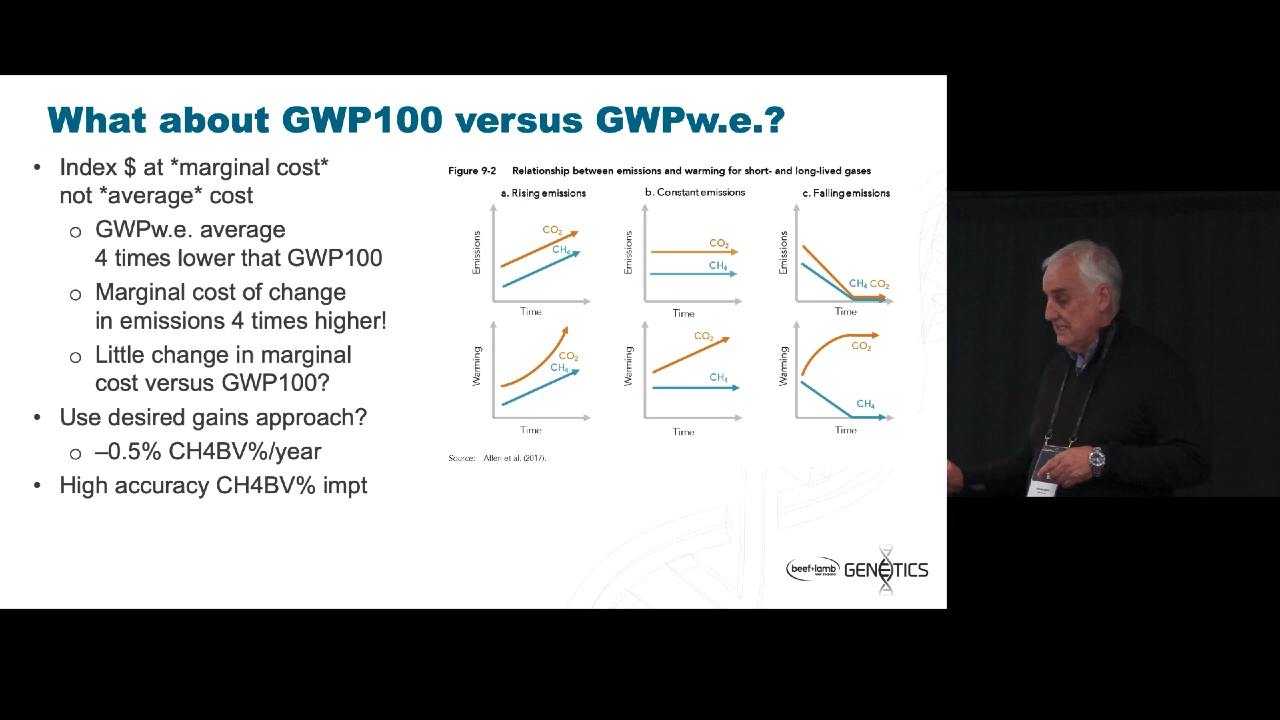 What about GWP100 versus GWPw.e.?
• Index $ at *marginal cost*
not *average* cost
o GWPw.e. average
4 times lower that GWP100
o Marginal cost of change
in emissions 4 times higher!
o Little change in marginal
cost versus GWP100?
• Use desired gains approach?
o –0.5% CH4BV%/year
• High accuracy CH4BV% impt
Figure 9-2 Relationship between emissions and warming for short- and long-lived gases
a. Rising emissions
b. Constant emissions
c. Falling emissions
Emissions
CO₂
CH₄
Time
Emissions
CO₂
CH₄
Time
Emissions
CH₄ CO₂
Time
Warming
CO₂
CH₄
Time
Warming
CO₂
CH₄
Time
Warming
CO₂
CH₄
Time
Source: Allen et al. (2017).
beef+lamb
new zealand
GENETICS